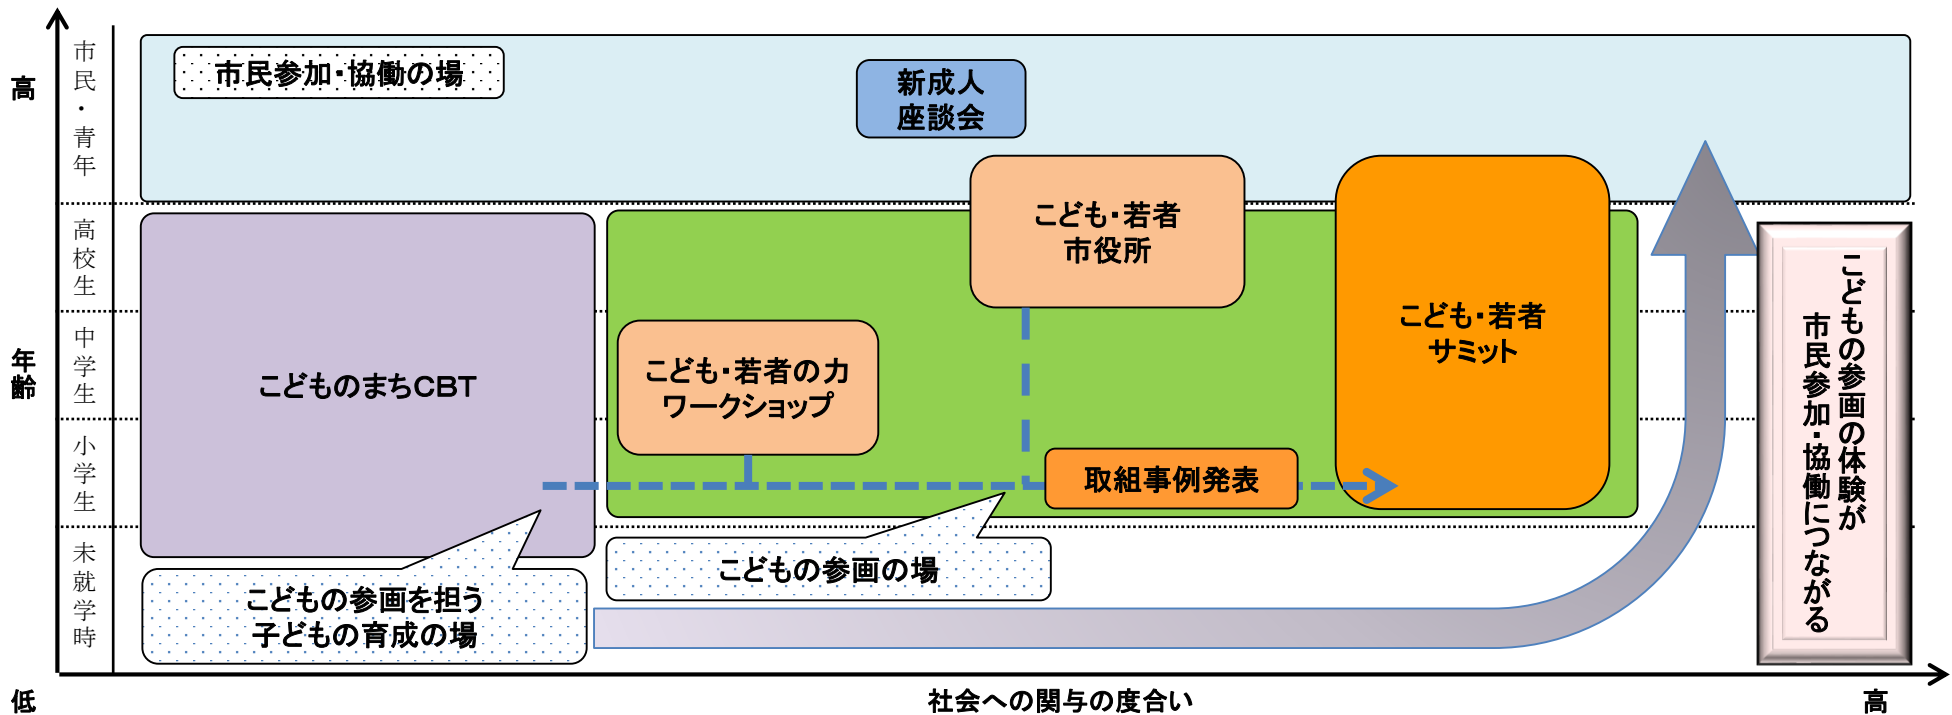 高
年齢
低
市民・青年
高校生
中学生
小学生
未就学時
市民参加・協働の場
新成人
座談会
こども・若者
市役所
こども・若者
サミット
こどものまちCBT
こども・若者の力
ワークショップ
取組事例発表
こどもの参画の場
こどもの参画を担う
子どもの育成の場
こどもの参画の体験が
市民参加・協働につながる
社会への関与の度合い
高